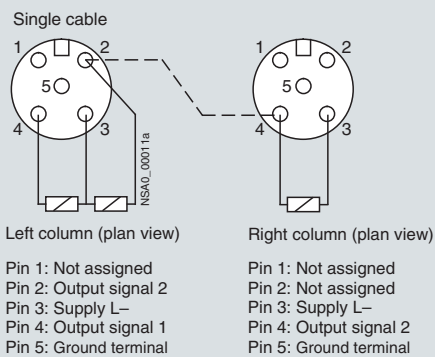 Single cable
1 2
5
4 3
NSA0_00011a
1 2
5
4 3
Left column (plan view)
Pin 1: Not assigned
Pin 2: Output signal 2
Pin 3: Supply L–
Pin 4: Output signal 1
Pin 5: Ground terminal
Right column (plan view)
Pin 1: Not assigned
Pin 2: Not assigned
Pin 3: Supply L–
Pin 4: Output signal 2
Pin 5: Ground terminal